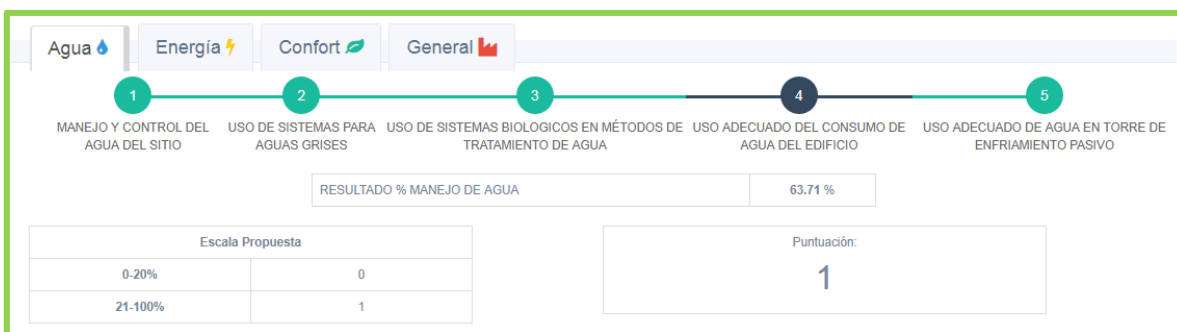 Agua
Energía
Confort
General
1
2
3
4
5
MANEJO Y CONTROL DEL
AGUA DEL SITIO
USO DE SISTEMAS PARA
AGUAS GRISES
USO DE SISTEMAS BIOLOGICOS EN MÉTODOS DE
TRATAMIENTO DE AGUA
USO ADECUADO DEL CONSUMO DE
AGUA DEL EDIFICIO
USO ADECUADO DE AGUA EN TORRE DE
ENFRIAMIENTO PASIVO
RESULTADO % MANEJO DE AGUA
63.71 %
Escala Propuesta
0-20%
0
21-100%
1
Puntuación:
1